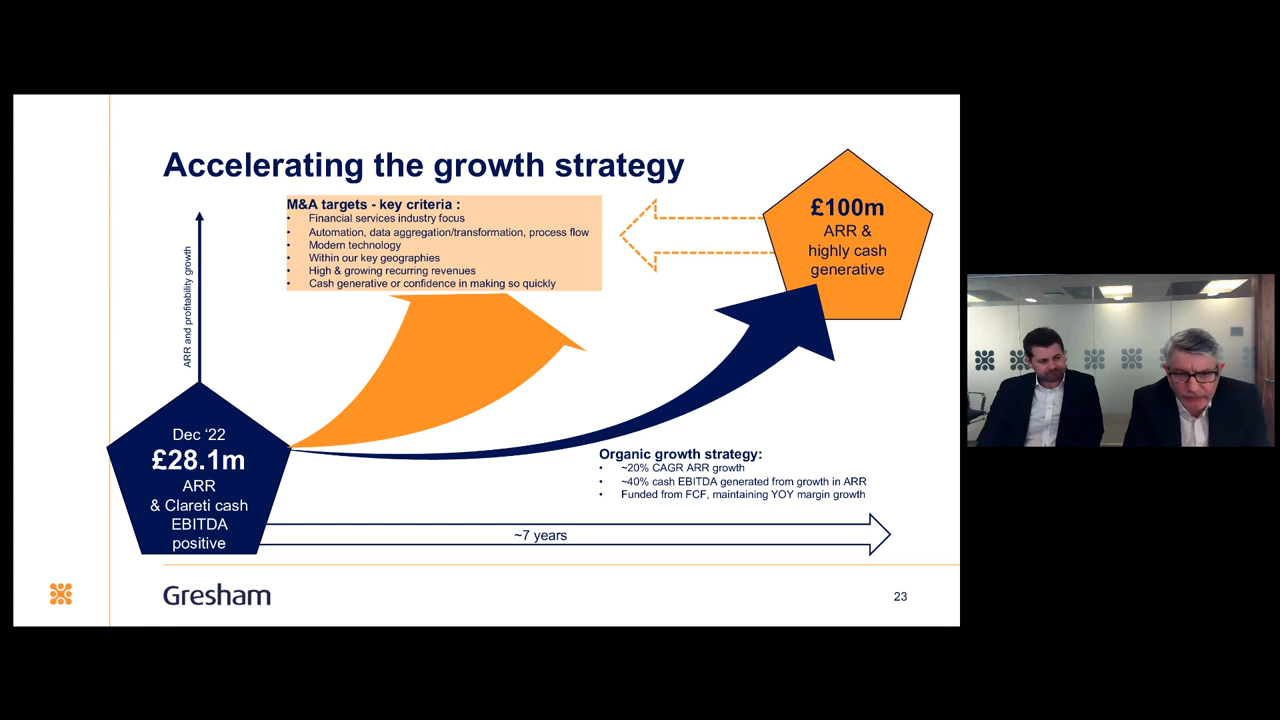 Accelerating the growth strategy
M&A targets - key criteria :
• Financial services industry focus
• Automation, data aggregation/transformation, process flow
• Modern technology
• Within our key geographies
• High & growing recurring revenues
• Cash generative or confidence in making so quickly
£100m
ARR &
highly cash
generative
ARR and profitability growth
Dec ‘22
£28.1m
ARR
& Clareti cash
EBITDA
positive
Organic growth strategy:
• ~20% CAGR ARR growth
• ~40% cash EBITDA generated from growth in ARR
• Funded from FCF, maintaining YOY margin growth
~7 years
Gresham
23